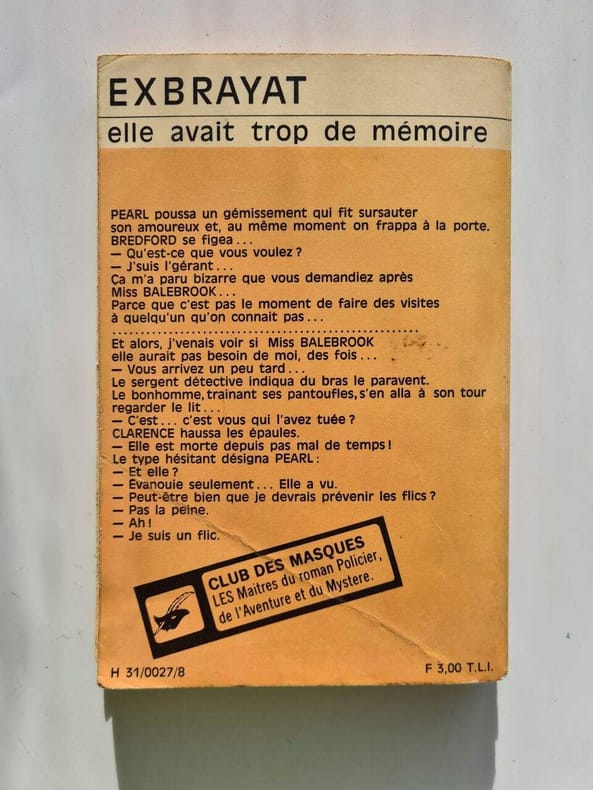 EXBRAYAT
elle avait trop de mémoire
PEARL poussa un gémissement qui fit sursauter
son amoureux et, au même moment on frappa à la porte.
BREDFORD se figea...
— Qu'est-ce que vous voulez ?
— J'suis l'gérant...
Ça m'a paru bizarre que vous demandiez après
Miss BALEBROOK...
Parce que c'est pas le moment de faire des visites
à quelqu'un qu'on connait pas...
................................................
Et alors, j'venais voir si Miss BALEBROOK
elle aurait pas besoin de moi, des fois...
— Vous arrivez un peu tard...
Le sergent détective indiqua du bras le paravent.
Le bonhomme, trainant ses pantoufles, s'en alla à son tour
regarder le lit...
— C'est... c'est vous qui l'avez tuée ?
CLARENCE haussa les épaules.
— Elle est morte depuis pas mal de temps !
Le type hésitant désigna PEARL :
— Et elle ?
— Évanouie seulement... Elle a vu.
— Peut-être bien que je devrais prévenir les flics ?
— Pas la peine.
— Ah !
— Je suis un flic.
CLUB DES MASQUES
LES Maitres du roman Policier,
de l'Aventure et du Mystere.
H 31/0027/8
F 3,00 T.L.I.